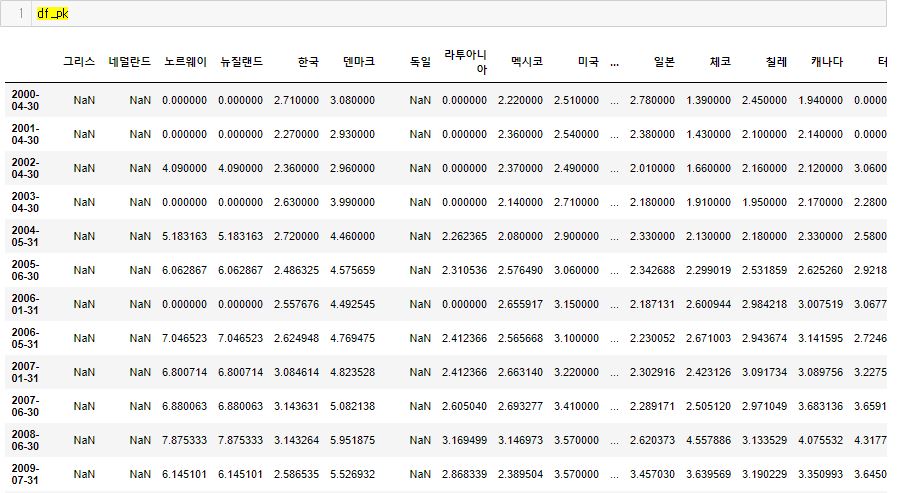 1 df_pk
그리스 네덜란드 노르웨이 뉴질랜드 한국 덴마크 독일 라투아니아 멕시코 미국 ... 일본 체코 칠레 캐나다 터
2000-04-30 NaN NaN 0.000000 0.000000 2.710000 3.080000 NaN 0.000000 2.220000 2.510000 ... 2.780000 1.390000 2.450000 1.940000 0.0000
2001-04-30 NaN NaN 0.000000 0.000000 2.270000 2.930000 NaN 0.000000 2.360000 2.540000 ... 2.380000 1.430000 2.100000 2.140000 0.0000
2002-04-30 NaN NaN 4.090000 4.090000 2.360000 2.960000 NaN 0.000000 2.370000 2.490000 ... 2.010000 1.660000 2.160000 2.120000 3.0600
2003-04-30 NaN NaN 0.000000 0.000000 2.630000 3.990000 NaN 0.000000 2.140000 2.710000 ... 2.180000 1.910000 1.950000 2.170000 2.2800
2004-05-31 NaN NaN 5.183163 5.183163 2.720000 4.460000 NaN 2.262365 2.080000 2.900000 ... 2.330000 2.130000 2.180000 2.330000 2.5800
2005-06-30 NaN NaN 6.062867 6.062867 2.486325 4.575659 NaN 2.310536 2.576490 3.060000 ... 2.342688 2.299019 2.531859 2.625260 2.9218
2006-01-31 NaN NaN 0.000000 0.000000 2.557676 4.492545 NaN 0.000000 2.655917 3.150000 ... 2.187131 2.600944 2.984218 3.007519 3.0677
2006-05-31 NaN NaN 7.046523 7.046523 2.624948 4.769475 NaN 2.412366 2.565668 3.100000 ... 2.230052 2.671003 2.943674 3.141595 2.7246
2007-01-31 NaN NaN 6.800714 6.800714 3.084614 4.823528 NaN 2.412366 2.663140 3.220000 ... 2.302916 2.423126 3.091734 3.089756 3.2275
2007-06-30 NaN NaN 6.880063 6.880063 3.143631 5.082138 NaN 2.605040 2.693277 3.410000 ... 2.289171 2.505120 2.971049 3.683136 3.6591
2008-06-30 NaN NaN 7.875333 7.875333 3.143264 5.951875 NaN 3.169499 3.146973 3.570000 ... 2.620373 4.557886 3.133529 4.075532 4.3177
2009-07-31 NaN NaN 6.145101 6.145101 2.586535 5.526932 NaN 2.868339 2.389504 3.570000 ... 3.457030 3.639569 3.190229 3.350993 3.6450